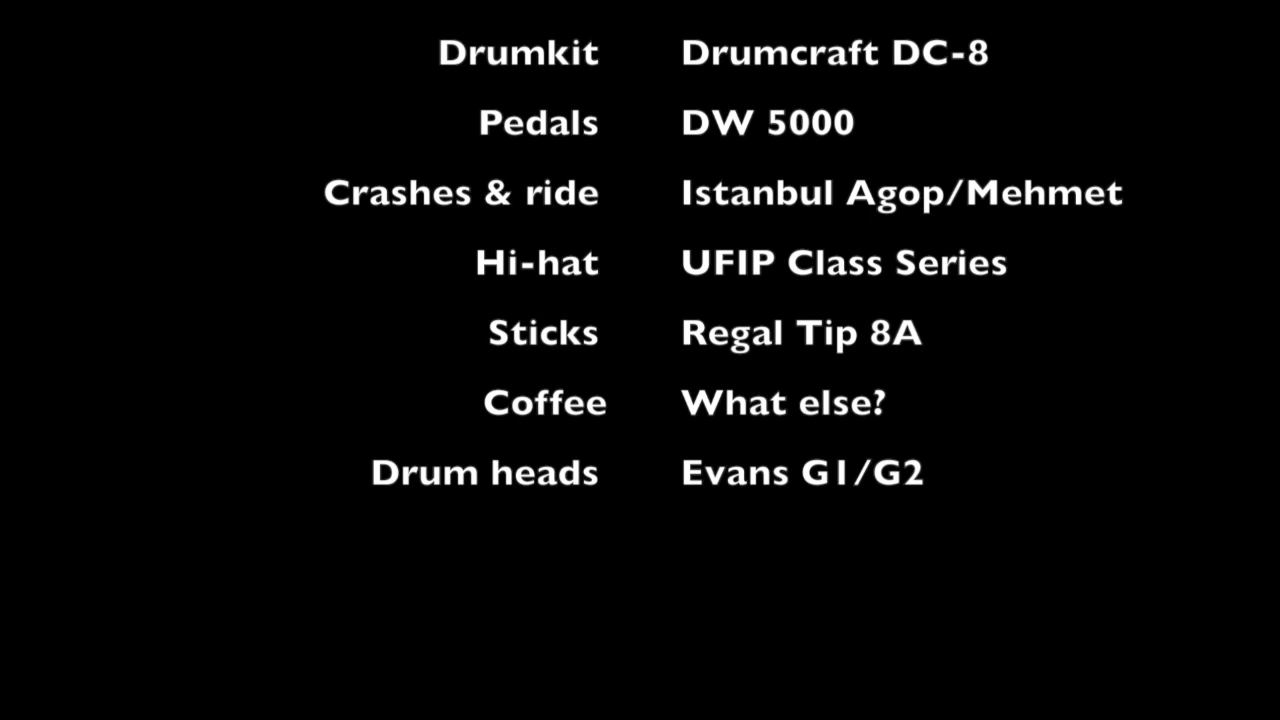 Drumkit Drumcraft DC-8
Pedals DW 5000
Crashes & ride Istanbul Agop/Mehmet
Hi-hat UFIP Class Series
Sticks Regal Tip 8A
Coffee What else?
Drum heads Evans G1/G2